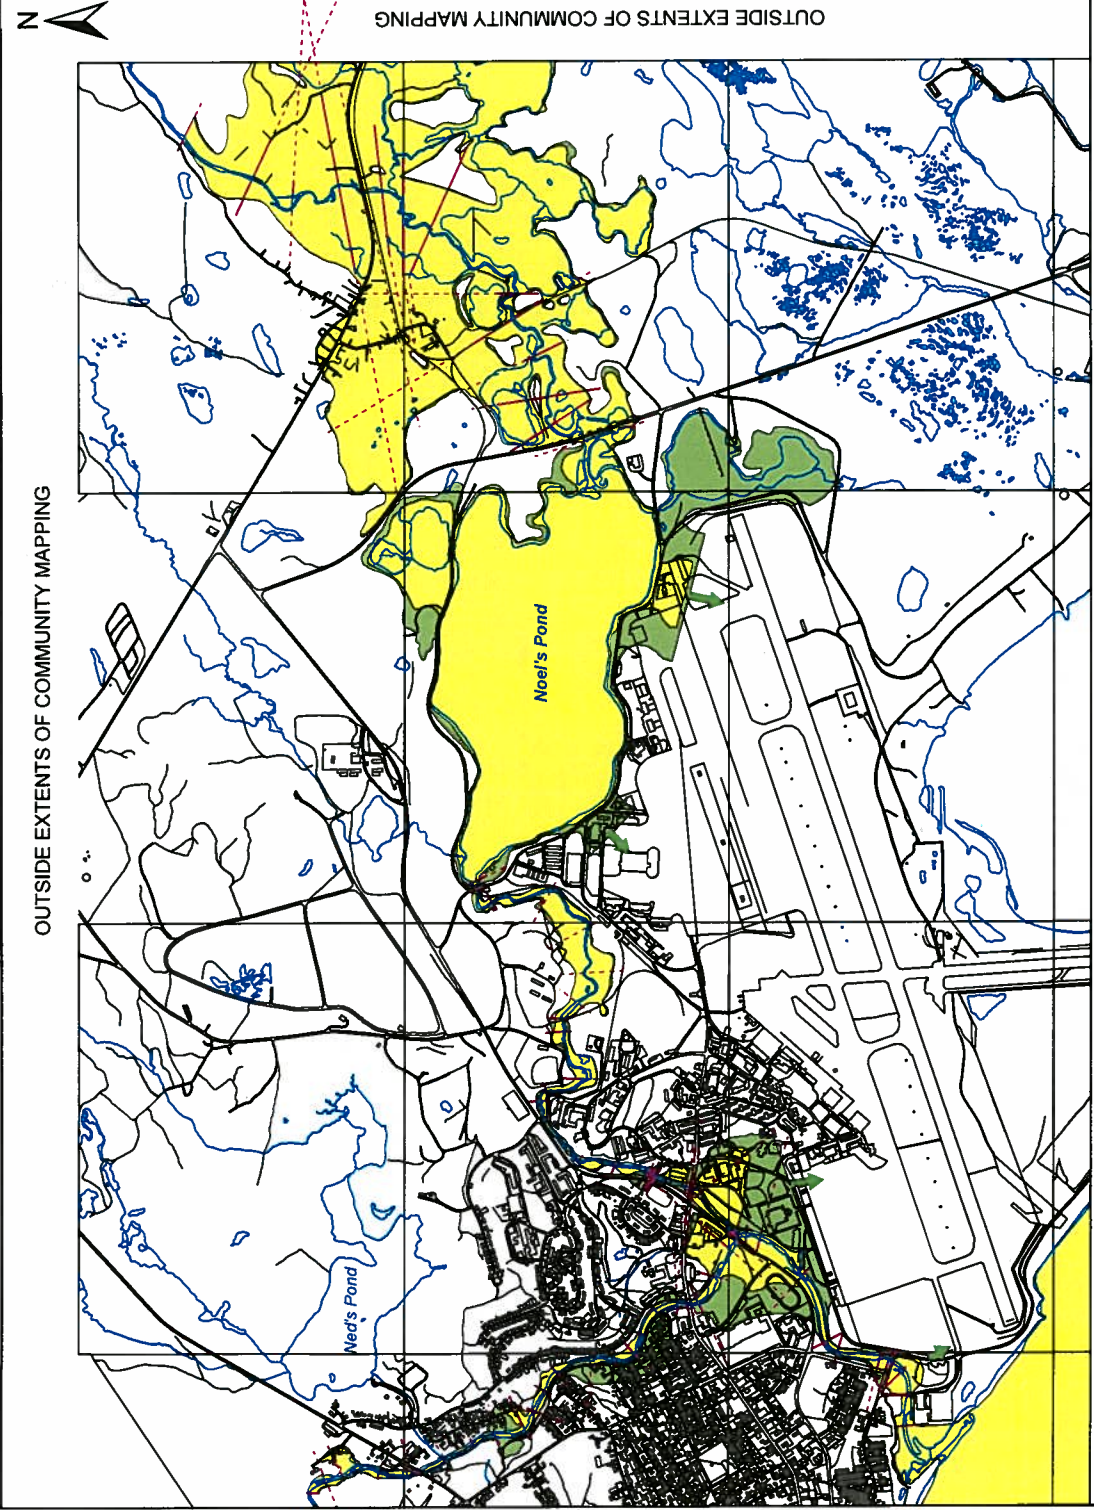 N
OUTSIDE EXTENTS OF COMMUNITY MAPPING
OUTSIDE EXTENTS OF COMMUNITY MAPPING
Noel's Pond
Ned's Pond